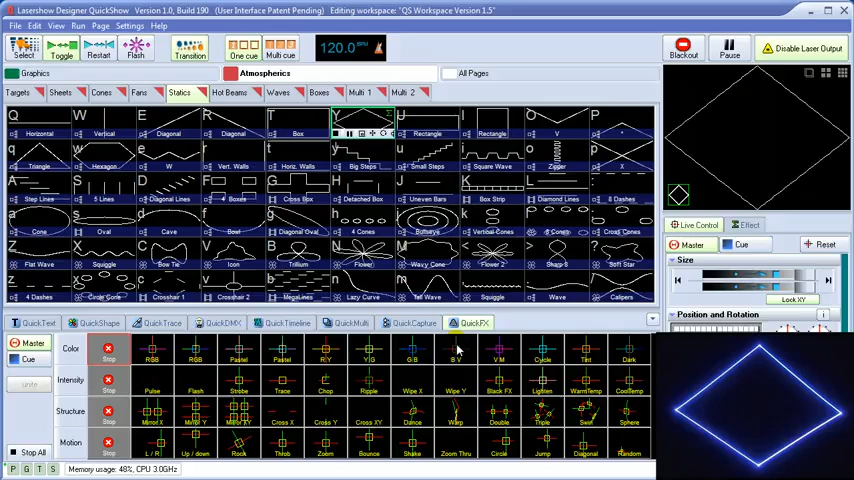 Lasershow Designer QuickShow Version 1.0, Build 190 (User Interface Patent Pending) Editing workspace: "QS Workspace Version 1.5"
File Edit View Run Page Settings Help
Select Toggle Restart Flash Transition One cue Multi cue 120.0 BPM Blackout Pause Disable Laser Output
Graphics Atmospherics All Pages
Targets Sheets Cones Fans Statics Hot Beams Waves Boxes Multi 1 Multi 2
Q W E R T Y U I O P
Horizontal Vertical Diagonal Diagonal Box Rectangle Rectangle V ^
q w e r t y u i o p
Triangle Hexagon W Vert. Walls Horiz. Walls Big Steps Small Steps Square Wave Zipper X
A S D F G H J K L
Step Lines 5 Lines Diagonal Lines 4 Boxes Cross Box Detached Box Uneven Bars Box Strip Diamond Lines 8 Dashes
a s d f g h j k l
Cone Oval Cave Bowl Diagonal Oval 4 Cones Bullseye Vertical Cones 6 Cones Cross Cones
Z X C V B N M < > ?
Flat Wave Squiggle Bow Tie Icon Trillium Flower Wavy Cone Flower 2 Sharp 8 Soft Star
z x c v b n m , . /
4 Dashes Circle Cone Crosshair 1 Crosshair 2 MegaLines Lazy Curve Tall Wave Squiggle Wave Calipers
Live Control Effect
Master Cue Reset
Size
Lock XY
Position and Rotation
QuickText QuickShape QuickTrace QuickDMX QuickTimeline QuickMulti QuickCapture QuickFX
Master Cue unite Stop All
Color Stop RGB RGB Pastel Pastel R/Y Y G G B B V V M Cycle Tint Dark
Intensity Stop Pulse Flash Strobe Trace Chop Ripple Wipe X Wipe Y Black FX Lighten WarmTemp CoolTemp
Structure Stop Mirror X Mirror Y Mirror XY Cross X Cross Y Cross XY Dance Warp Double Triple Swirl Sphere
Motion Stop L / R Up / down Rock Throb Zoom Bounce Shake Zoom Thru Circle Jump Diagonal Random
P G T S Memory usage: 48%, CPU 3.0GHz